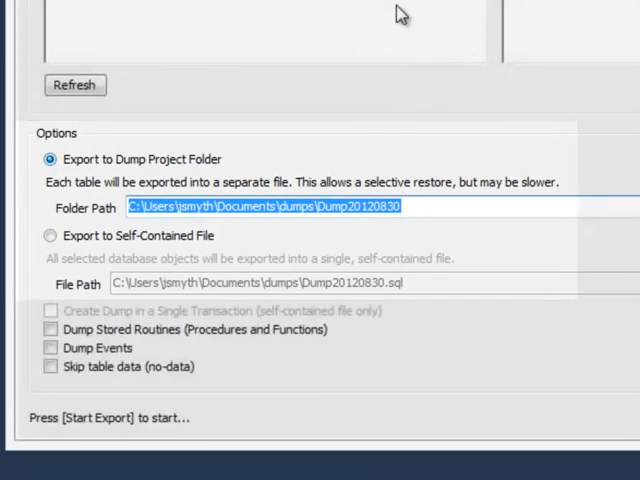 Refresh
Options
Export to Dump Project Folder
Each table will be exported into a separate file. This allows a selective restore, but may be slower.
Folder Path C:\Users\jsmyth\Documents\dumps\Dump20120830
Export to Self-Contained File
All selected database objects will be exported into a single, self-contained file.
File Path C:\Users\jsmyth\Documents\dumps\Dump20120830.sql
Create Dump in a Single Transaction (self-contained file only)
Dump Stored Routines (Procedures and Functions)
Dump Events
Skip table data (no-data)
Press [Start Export] to start...